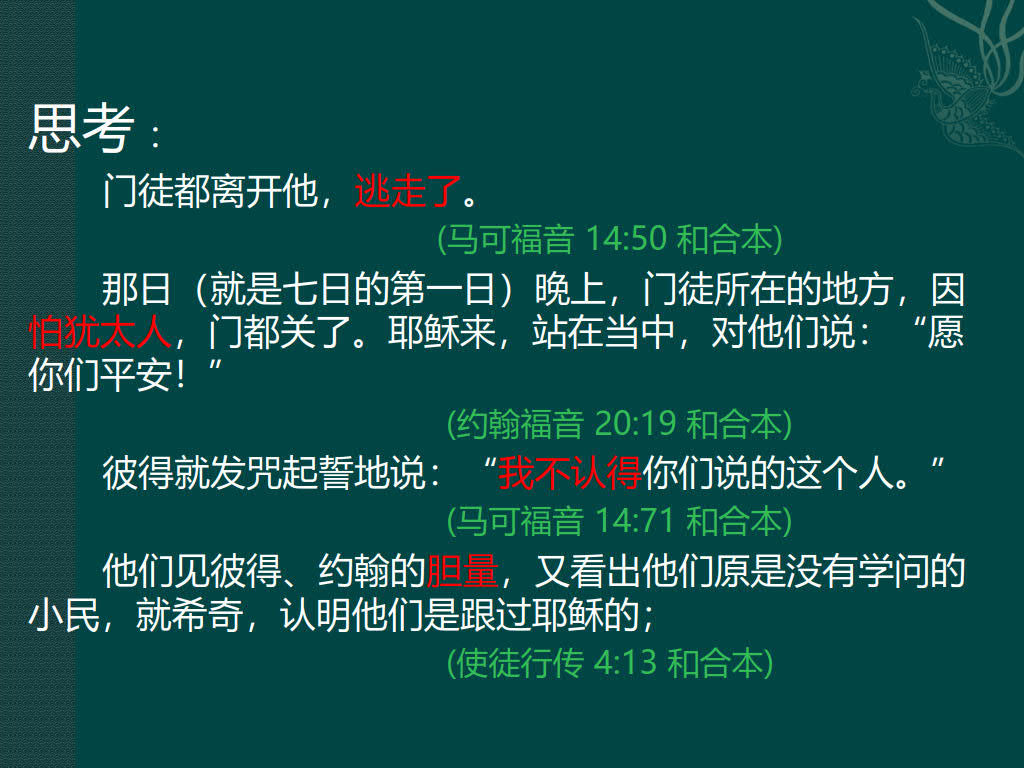 思考：
门徒都离开他，逃走了。
(马可福音 14:50 和合本)
那日（就是七日的第一日）晚上，门徒所在的地方，因
怕犹太人，门都关了。耶稣来，站在当中，对他们说：“愿
你们平安！”
(约翰福音 20:19 和合本)
彼得就发咒起誓地说：“我不认得你们说的这个人。”
(马可福音 14:71 和合本)
他们见彼得、约翰的胆量，又看出他们原是没有学问的
小民，就希奇，认明他们是跟过耶稣的；
(使徒行传 4:13 和合本)